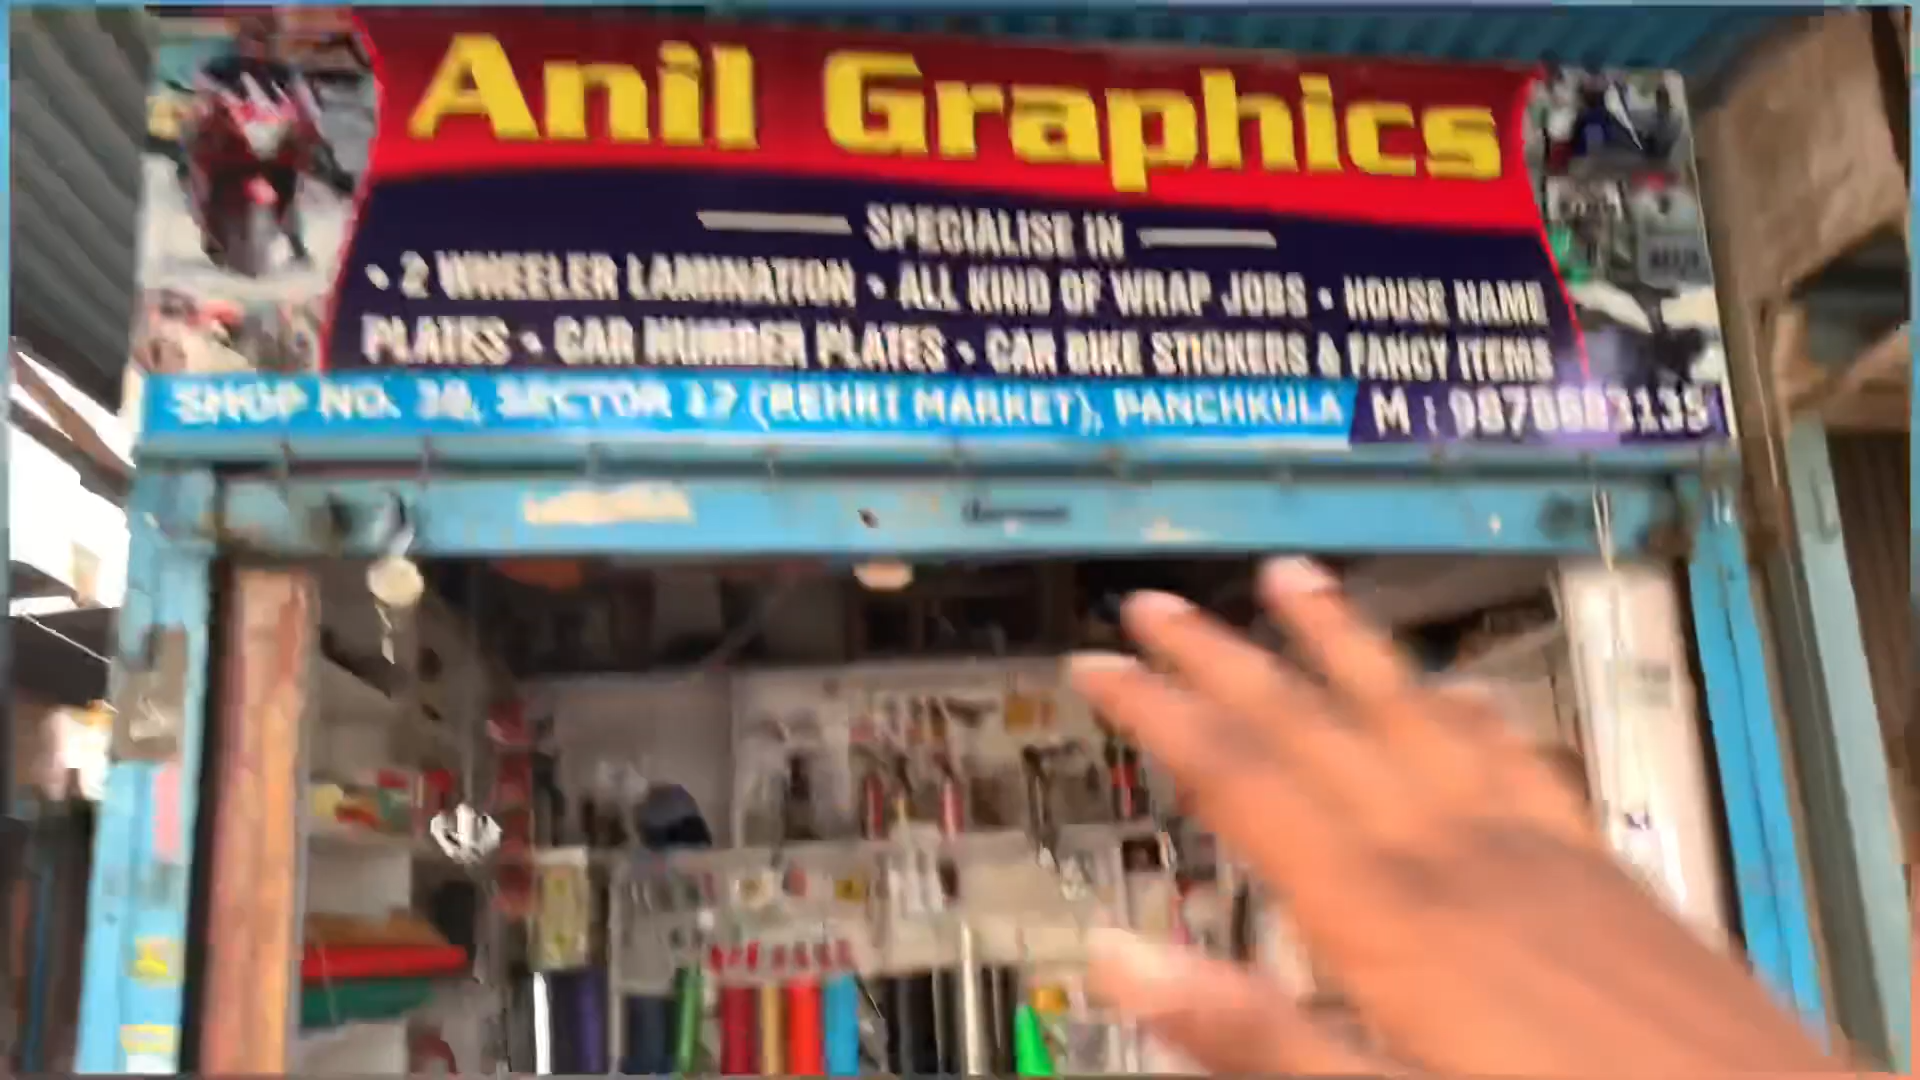 Anil Graphics
SPECIALISE IN
• 2 WHEELER LAMINATION • ALL KIND OF WRAP JOBS • HOUSE NAME
PLATES • CAR NUMBER PLATES • CAR BIKE STICKERS & FANCY ITEMS
SHOP NO. SECTOR 17 (REHRI MARKET), PANCHKULA M :